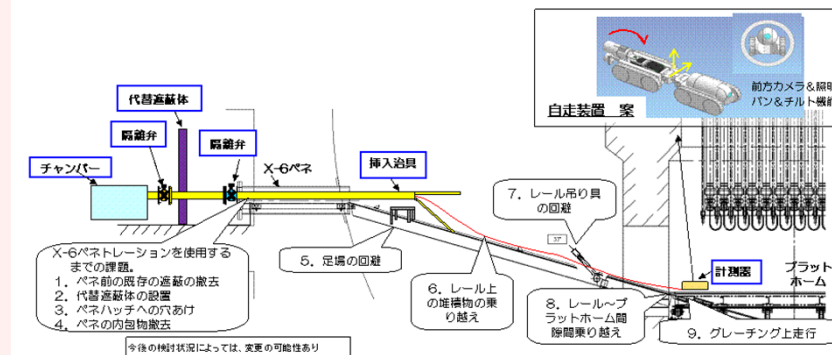 前方カメラ&照明
パン&チルト機能
自走装置　案
代替遮蔽体
隔離弁
隔離弁
チャンバー
X-6ペネ
挿入治具
7. レール吊り具
の回避
X-6ペネトレーションを使用する
までの課題。
1. ペネ前の既存の遮蔽の撤去
2. 代替遮蔽体の設置
3. ペネハッチへの穴あけ
4. ペネの内包物撤去
5. 足場の回避
6. レール上
の堆積物の乗
り越え
計測器
プラット
ホーム
8. レール～プ
ラットホーム間
隙間乗り越え
9. グレーチング上走行
今後の検討状況によっては、変更の可能性あり